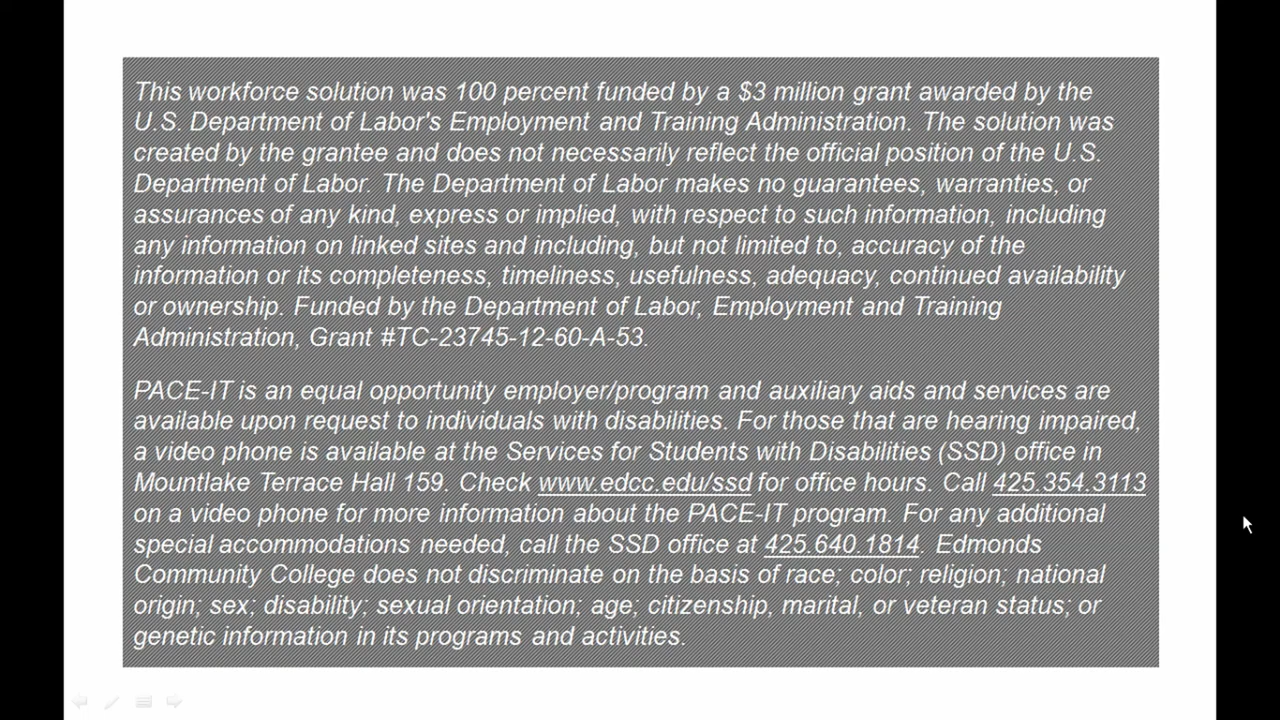 This workforce solution was 100 percent funded by a $3 million grant awarded by the
U.S. Department of Labor's Employment and Training Administration. The solution was
created by the grantee and does not necessarily reflect the official position of the U.S.
Department of Labor. The Department of Labor makes no guarantees, warranties, or
assurances of any kind, express or implied, with respect to such information, including
any information on linked sites and including, but not limited to, accuracy of the
information or its completeness, timeliness, usefulness, adequacy, continued availability
or ownership. Funded by the Department of Labor, Employment and Training
Administration, Grant #TC-23745-12-60-A-53.
PACE-IT is an equal opportunity employer/program and auxiliary aids and services are
available upon request to individuals with disabilities. For those that are hearing impaired,
a video phone is available at the Services for Students with Disabilities (SSD) office in
Mountlake Terrace Hall 159. Check www.edcc.edu/ssd for office hours. Call 425.354.3113
on a video phone for more information about the PACE-IT program. For any additional
special accommodations needed, call the SSD office at 425.640.1814. Edmonds
Community College does not discriminate on the basis of race; color; religion; national
origin; sex; disability; sexual orientation; age; citizenship, marital, or veteran status; or
genetic information in its programs and activities.